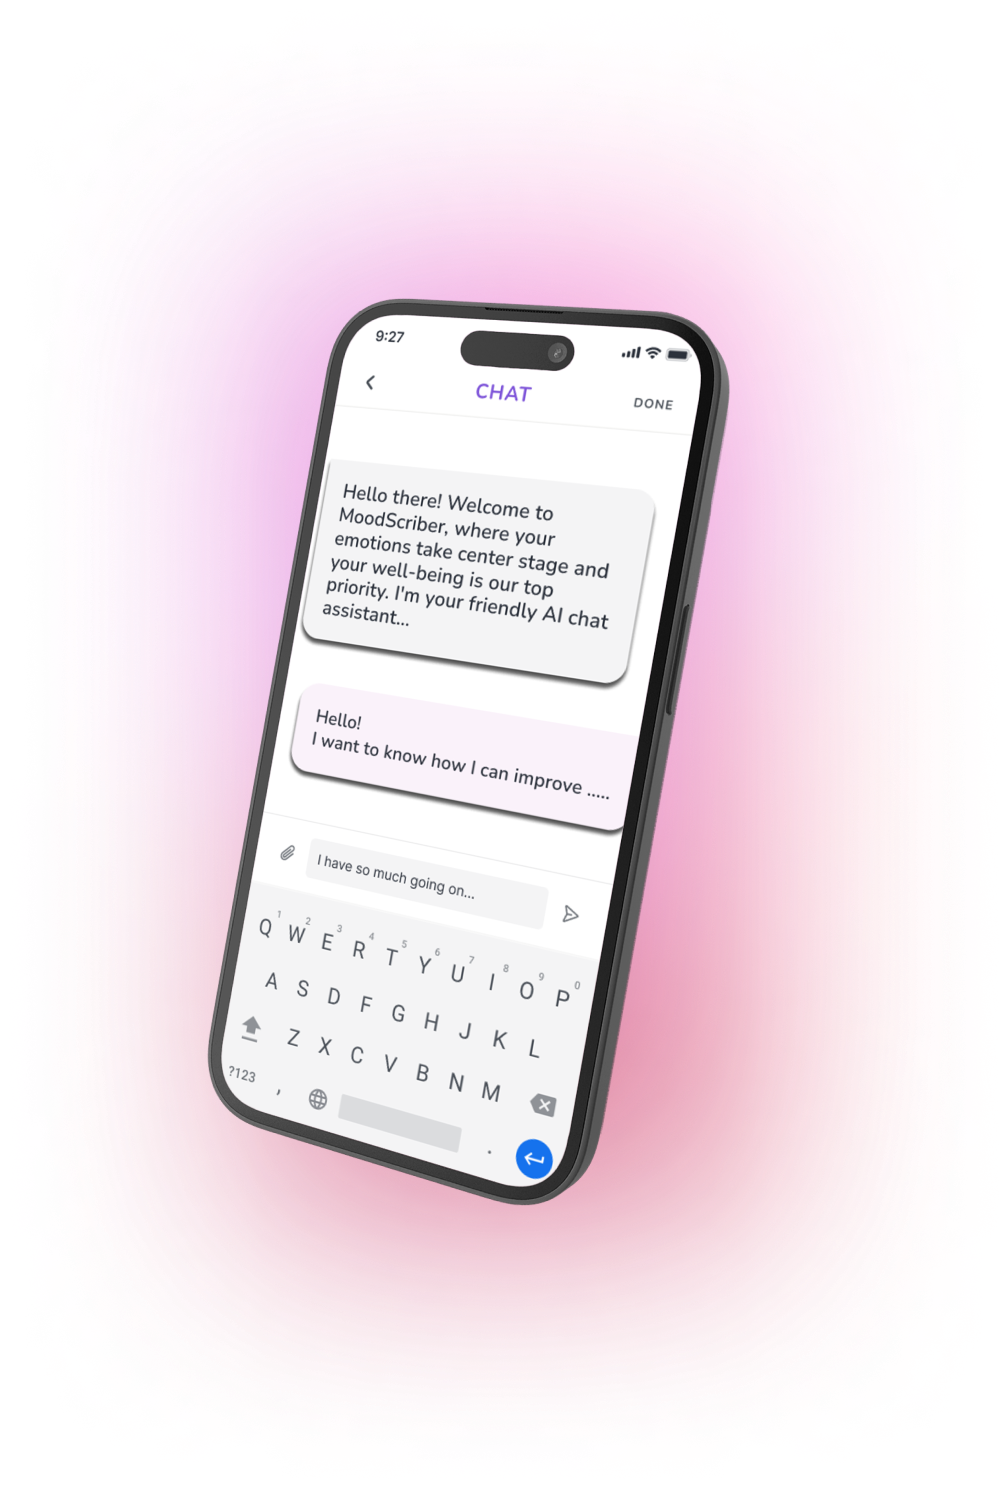 9:27
CHAT
DONE
Hello there! Welcome to
MoodScriber, where your
emotions take center stage and
your well-being is our top
priority. I'm your friendly AI chat
assistant...
Hello!
I want to know how I can improve .....
I have so much going on...
Q 1 W 2 E 3 R 4 T 5 Y 6 U 7 I 8 O 9 P 0
A S D F G H J K L
Z X C V B N M
?123 , .